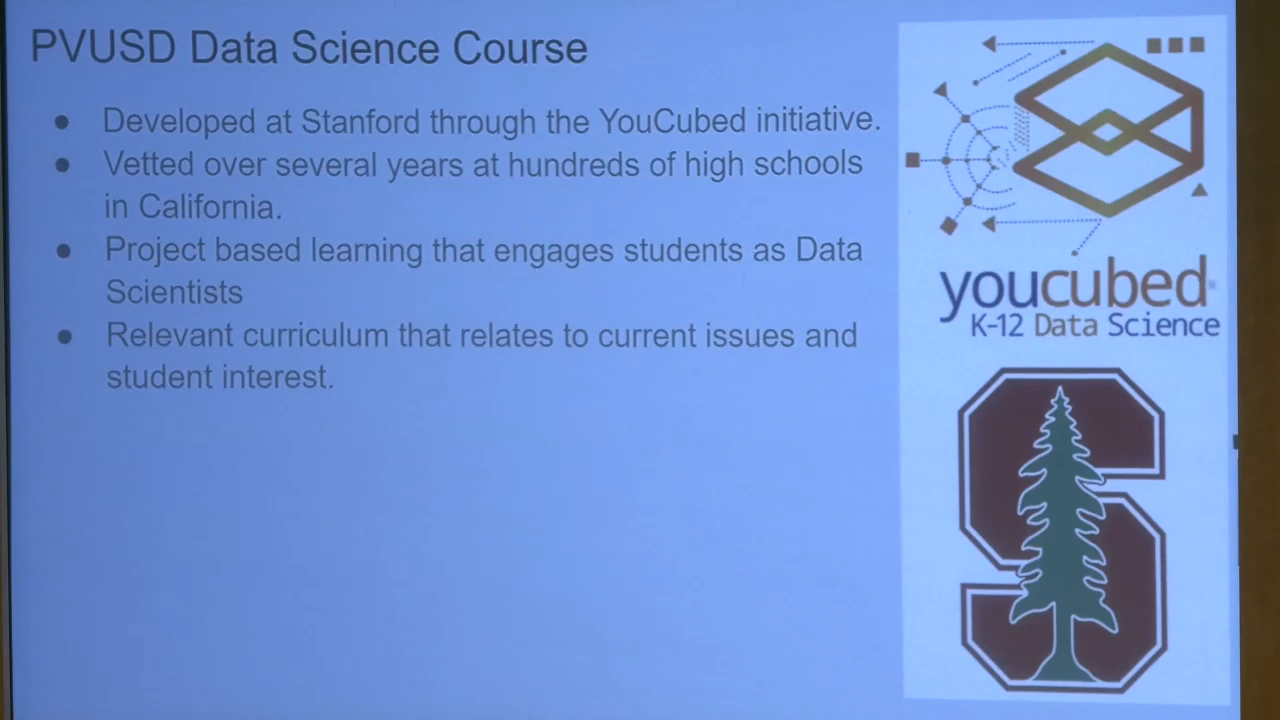 PVUSD Data Science Course
● Developed at Stanford through the YouCubed initiative.
● Vetted over several years at hundreds of high schools
in California.
● Project based learning that engages students as Data
Scientists
● Relevant curriculum that relates to current issues and
student interest.
youcubed
K-12 Data Science
S